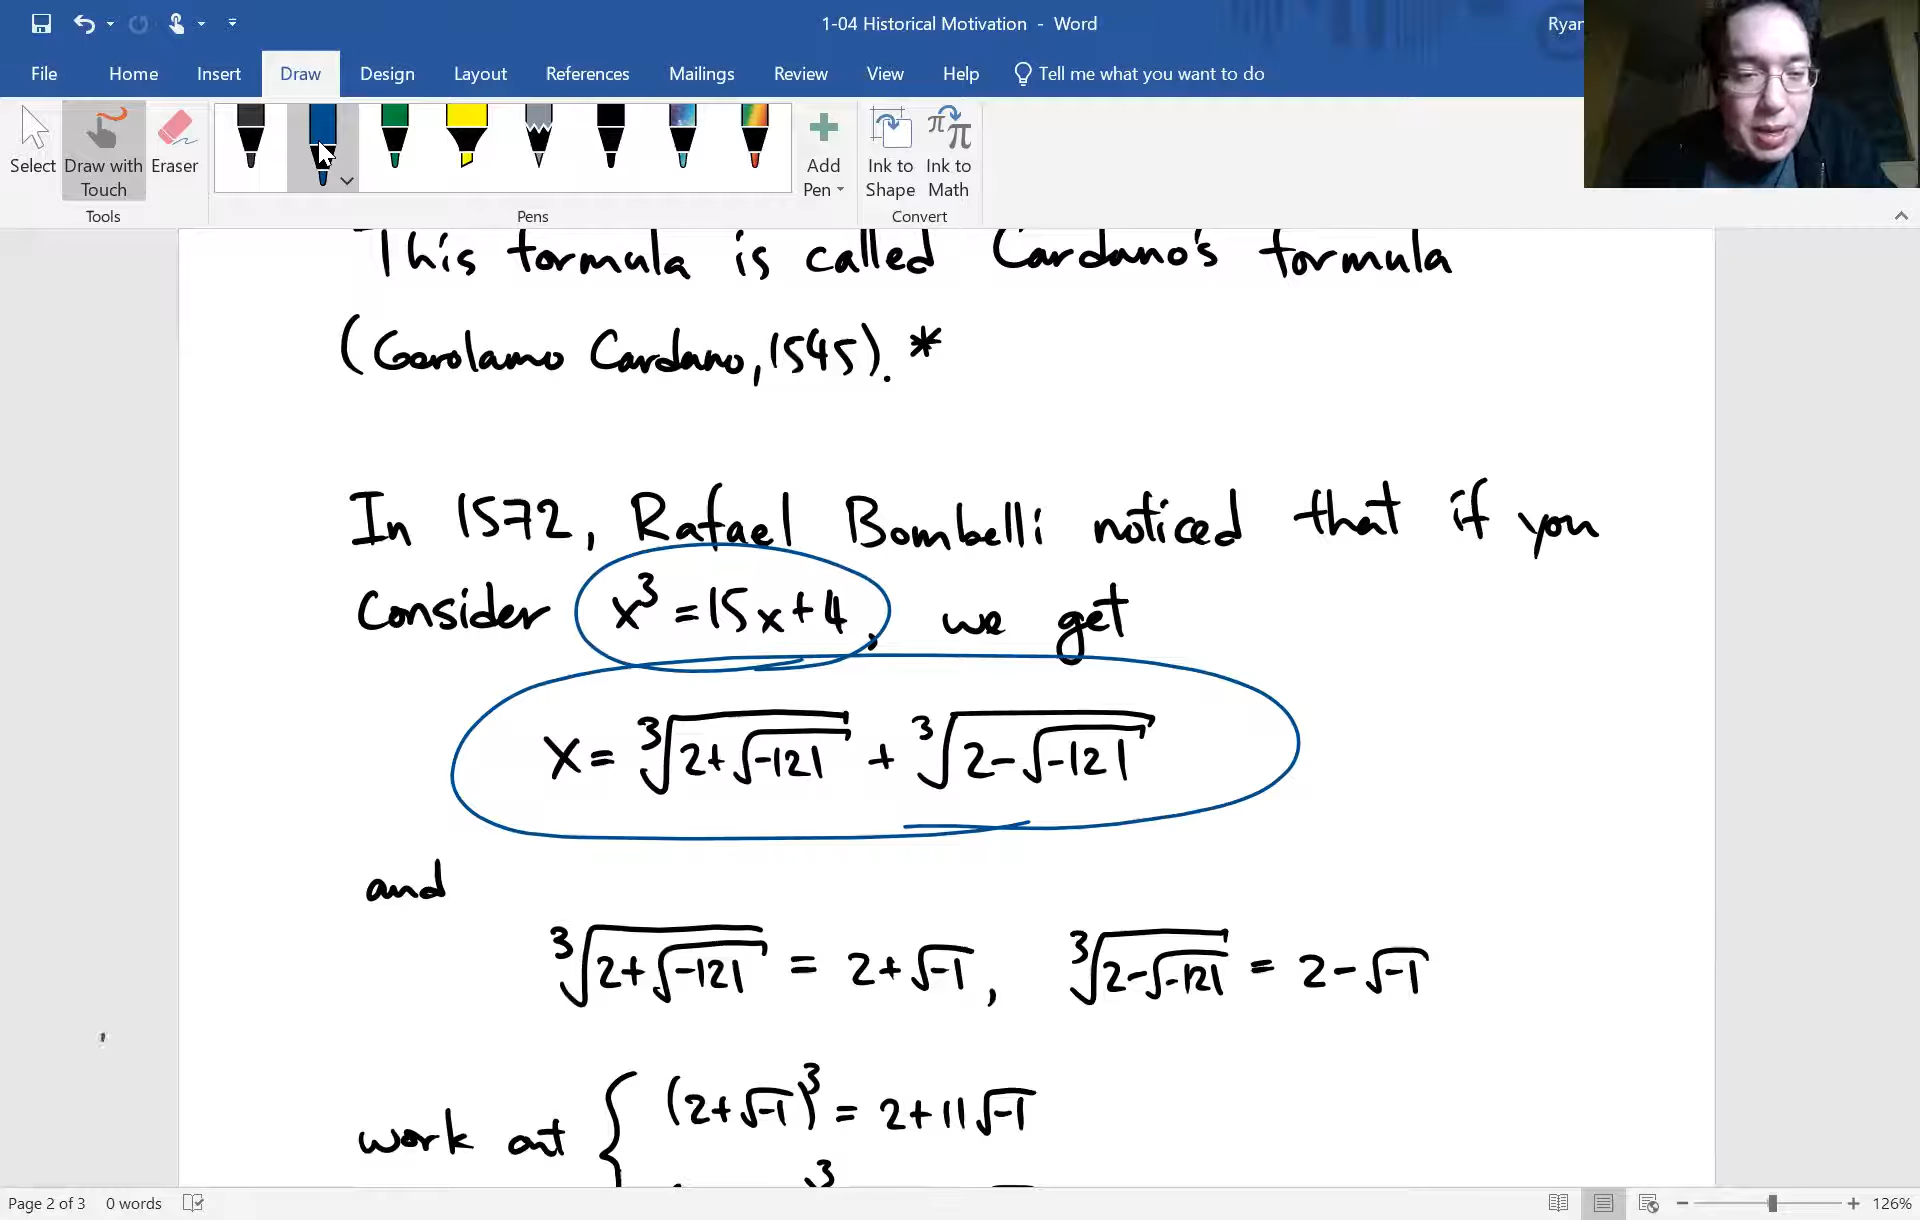 1-04 Historical Motivation - Word
Ryan
File Home Insert Draw Design Layout References Mailings Review View Help Tell me what you want to do
Select
Draw with Touch
Eraser
Tools
Pens
Add Pen
Ink to Shape
Ink to Math
Convert
This formula is called Cardano's formula
(Gerolamo Cardano, 1545). *
In 1572, Rafael Bombelli noticed that if you
Consider x³ = 15x + 4, we get
x = ∛(2+√-121) + ∛(2-√-121)
and
∛(2+√-121) = 2+√-1, ∛(2-√-121) = 2-√-1
work out { (2+√-1)³ = 2+11√-1
3
Page 2 of 3 0 words 126%